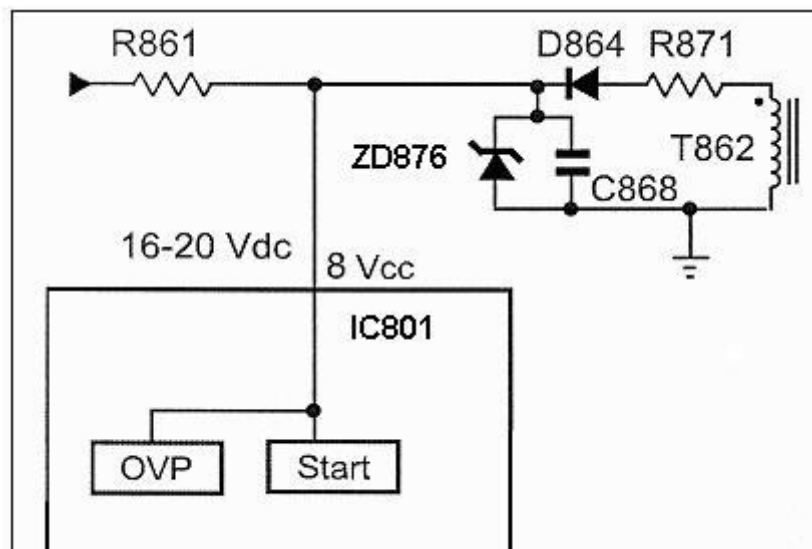 R861
D864 R871
ZD876
T862
C868
16-20 Vdc
8 Vcc
IC801
OVP
Start